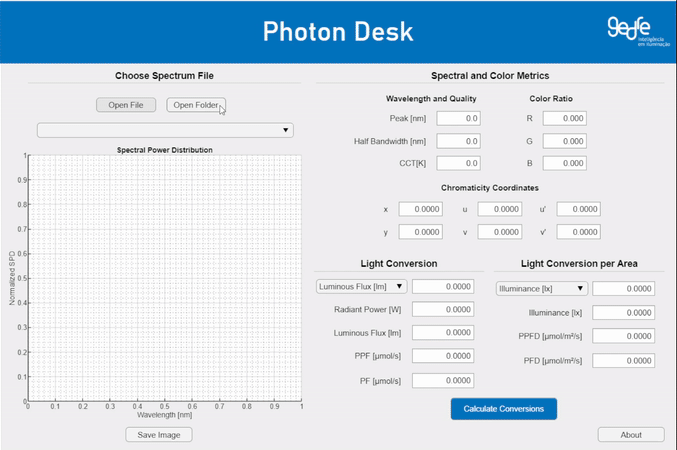 Photon Desk
gedre
inteligência
em iluminação
Choose Spectrum File
Open File
Open Folder
Spectral Power Distribution
Normalized SPD
1
0.9
0.8
0.7
0.6
0.5
0.4
0.3
0.2
0.1
0
0 0.1 0.2 0.3 0.4 0.5 0.6 0.7 0.8 0.9 1
Wavelength [nm]
Save Image
Spectral and Color Metrics
Wavelength and Quality
Color Ratio
Peak [nm] 0.0
R 0.000
Half Bandwidth [nm] 0.0
G 0.000
CCT[K] 0.0
B 0.000
Chromaticity Coordinates
x 0.0000 u 0.0000 u' 0.0000
y 0.0000 v 0.0000 v' 0.0000
Light Conversion
Luminous Flux [lm] 0.0000
Radiant Power [W] 0.0000
Luminous Flux [lm] 0.0000
PPF [μmol/s] 0.0000
PF [μmol/s] 0.0000
Light Conversion per Area
Illuminance [lx] 0.0000
Illuminance [lx] 0.0000
PPFD [μmol/m²/s] 0.0000
PFD [μmol/m²/s] 0.0000
Calculate Conversions
About